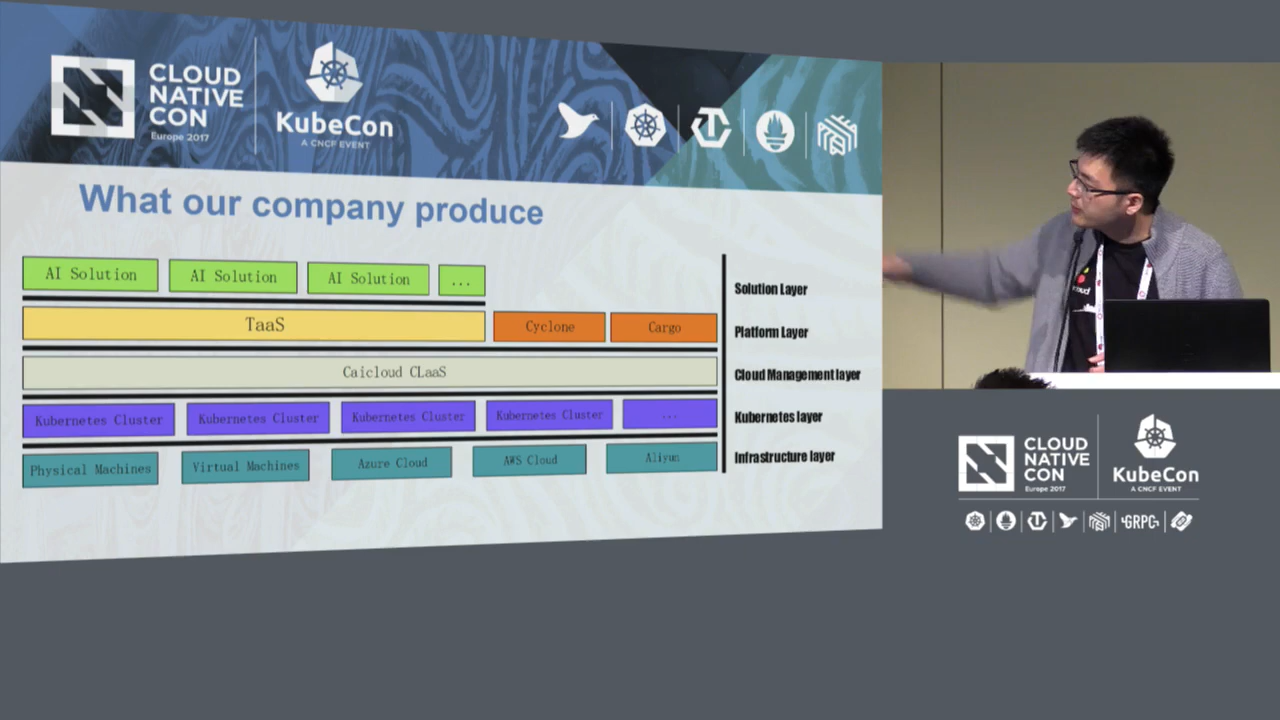 CLOUD
NATIVE
CON
Europe 2017
KubeCon
A CNCF EVENT
What our company produce
AI Solution AI Solution AI Solution ...
Solution Layer
TaaS Cyclone Cargo
Platform Layer
Caicloud CLaaS
Cloud Management layer
Kubernetes Cluster Kubernetes Cluster Kubernetes Cluster Kubernetes Cluster ...
Kubernetes layer
Physical Machines Virtual Machines Azure Cloud AWS Cloud Aliyun
Infrastructure layer
CLOUD
NATIVE
CON
Europe 2017
KubeCon
A CNCF EVENT
GRPC